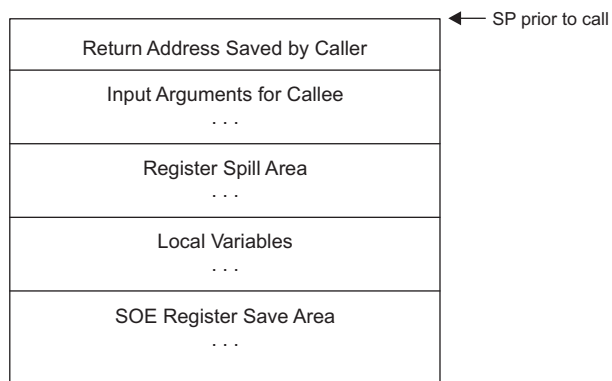 SP prior to call
Return Address Saved by Caller
Input Arguments for Callee
. . .
Register Spill Area
. . .
Local Variables
. . .
SOE Register Save Area
. . .